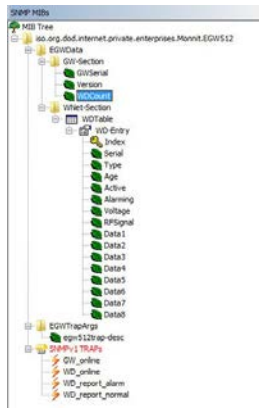 SNMP MIBs
MIB Tree
iso.org.dod.internet.private.enterprises.Monnit.EGW512
EGWData
GW-Section
GWSerial
Version
WDCount
WNet-Section
WDTable
WD-Entry
Index
Serial
Type
Age
Active
Alarming
Voltage
RFSignal
Data1
Data2
Data3
Data4
Data5
Data6
Data7
Data8
EGWTrapArgs
egw512trap-desc
SNMPv1 TRAPs
GW_online
WD_online
WD_report_alarm
WD_report_normal